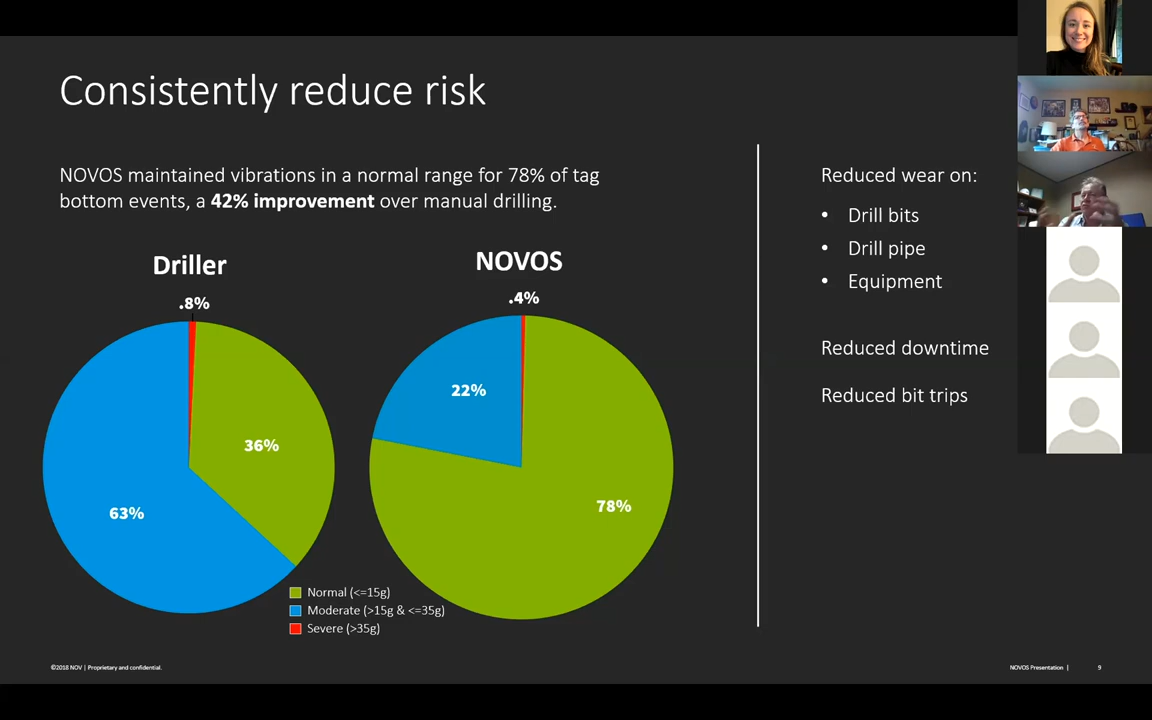 Consistently reduce risk
NOVOS maintained vibrations in a normal range for 78% of tag
bottom events, a 42% improvement over manual drilling.
Driller
.8%
36%
63%
NOVOS
.4%
22%
78%
Normal (<=15g)
Moderate (>15g & <=35g)
Severe (>35g)
Reduced wear on:
• Drill bits
• Drill pipe
• Equipment
Reduced downtime
Reduced bit trips
©2018 NOV | Proprietary and confidential.
NOVOS Presentation | 9